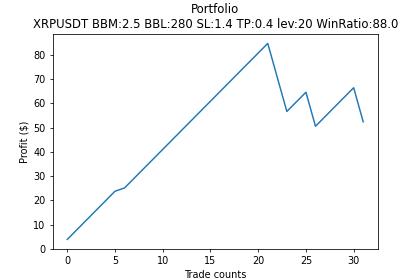 Portfolio
XRPUSDT BBM:2.5 BBL:280 SL:1.4 TP:0.4 lev:20 WinRatio:88.0
80
70
60
50
40
30
20
10
0
Profit ($)
0 5 10 15 20 25 30
Trade counts